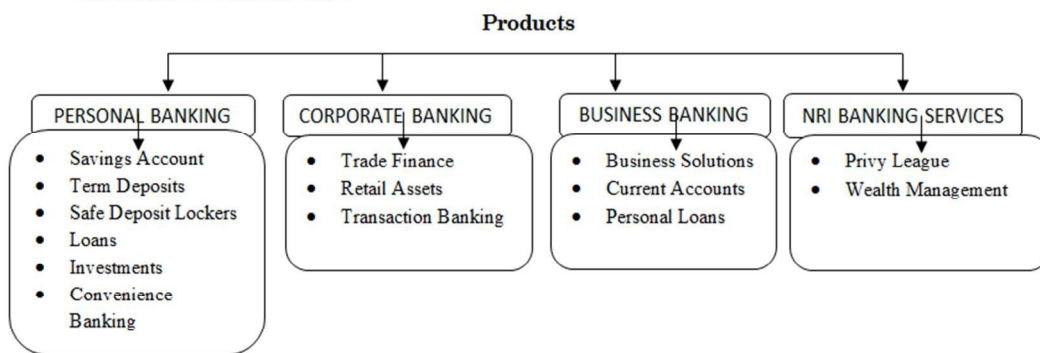 Products
PERSONAL BANKING
• Savings Account
• Term Deposits
• Safe Deposit Lockers
• Loans
• Investments
• Convenience
Banking
CORPORATE BANKING
• Trade Finance
• Retail Assets
• Transaction Banking
BUSINESS BANKING
• Business Solutions
• Current Accounts
• Personal Loans
NRI BANKING SERVICES
• Privy League
• Wealth Management